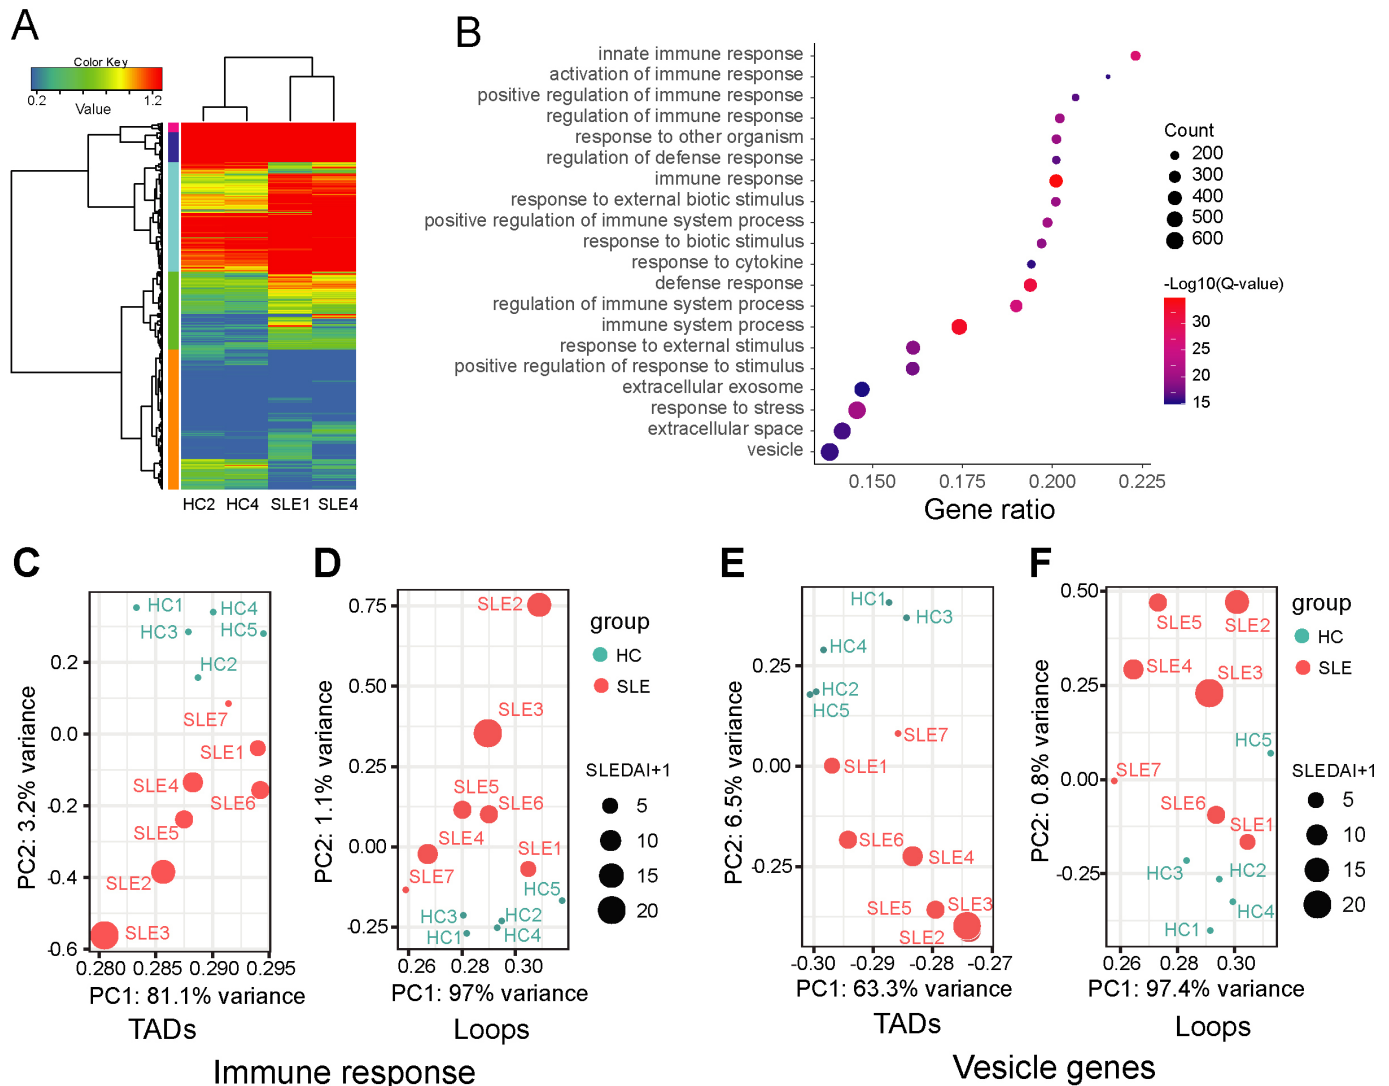 A
Color Key
0.2
1.2
Value
HC2
HC4
SLE1
SLE4
B
innate immune response
activation of immune response
positive regulation of immune response
regulation of immune response
response to other organism
regulation of defense response
immune response
response to external biotic stimulus
positive regulation of immune system process
response to biotic stimulus
response to cytokine
defense response
regulation of immune system process
immune system process
response to external stimulus
positive regulation of response to stimulus
extracellular exosome
response to stress
extracellular space
vesicle
0.150
0.175
0.200
0.225
Gene ratio
Count
200
300
400
500
600
-Log10(Q-value)
30
25
20
15
C
HC1
HC4
HC3
HC5
HC2
SLE7
SLE1
SLE4
SLE6
SLE5
SLE2
SLE3
0.2
0.0
-0.2
-0.4
-0.6
PC2: 3.2% variance
0.280
0.285
0.290
0.295
PC1: 81.1% variance
TADs
D
SLE2
SLE3
SLE5
SLE6
SLE4
SLE1
SLE7
HC5
HC3
HC2
HC1
HC4
0.75
0.50
0.25
0.00
-0.25
PC2: 1.1% variance
0.26
0.28
0.30
PC1: 97% variance
Loops
group
HC
SLE
SLEDAI+1
5
10
15
20
Immune response
E
HC1
HC3
HC4
HC2
HC5
SLE7
SLE1
SLE6
SLE4
SLE5
SLE3
SLE2
0.25
0.00
-0.25
PC2: 6.5% variance
-0.30
-0.29
-0.28
-0.27
PC1: 63.3% variance
TADs
F
SLE5
SLE2
SLE4
SLE3
HC5
SLE7
SLE6
SLE1
HC3
HC2
HC4
HC1
0.50
0.25
0.00
-0.25
PC2: 0.8% variance
0.26
0.28
0.30
PC1: 97.4% variance
Loops
group
HC
SLE
SLEDAI+1
5
10
15
20
Vesicle genes